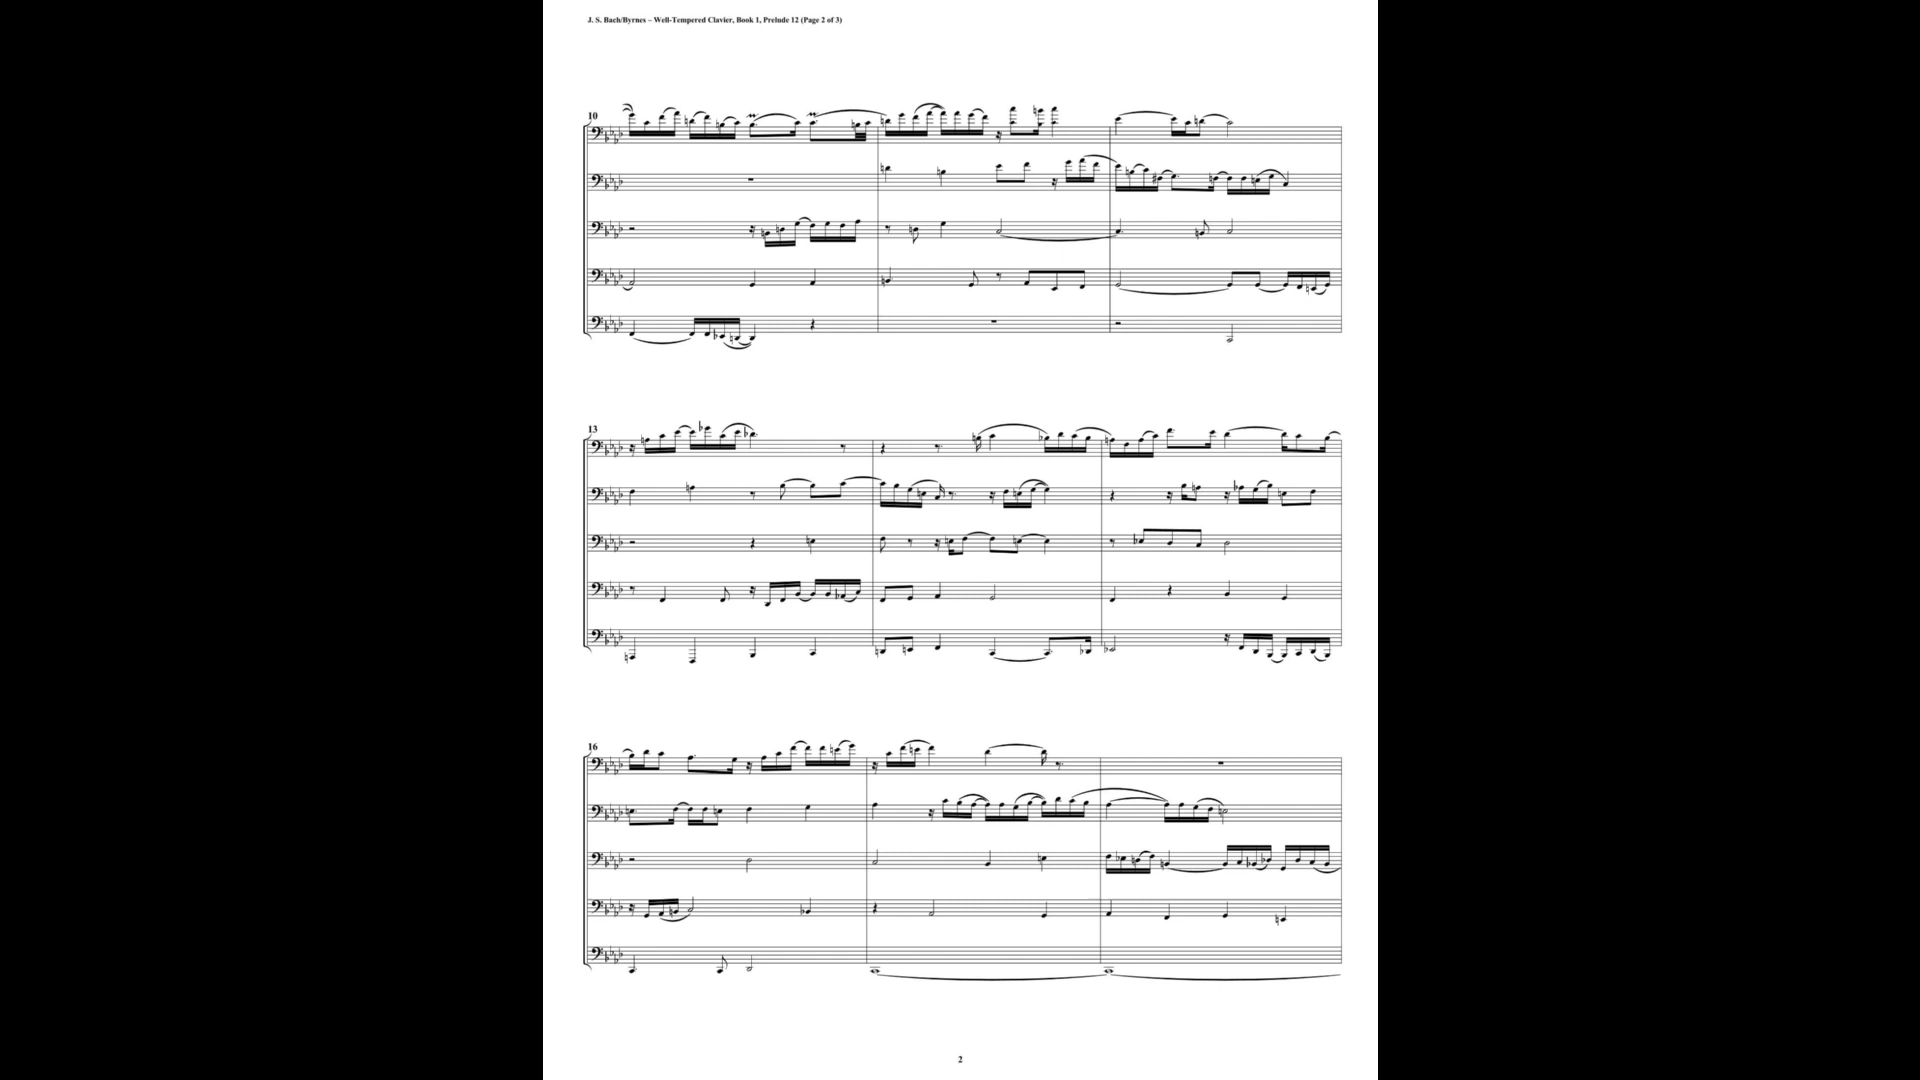 J. S. Bach/Byrnes – Well-Tempered Clavier, Book 1, Prelude 12 (Page 2 of 3)
10
13
16
2